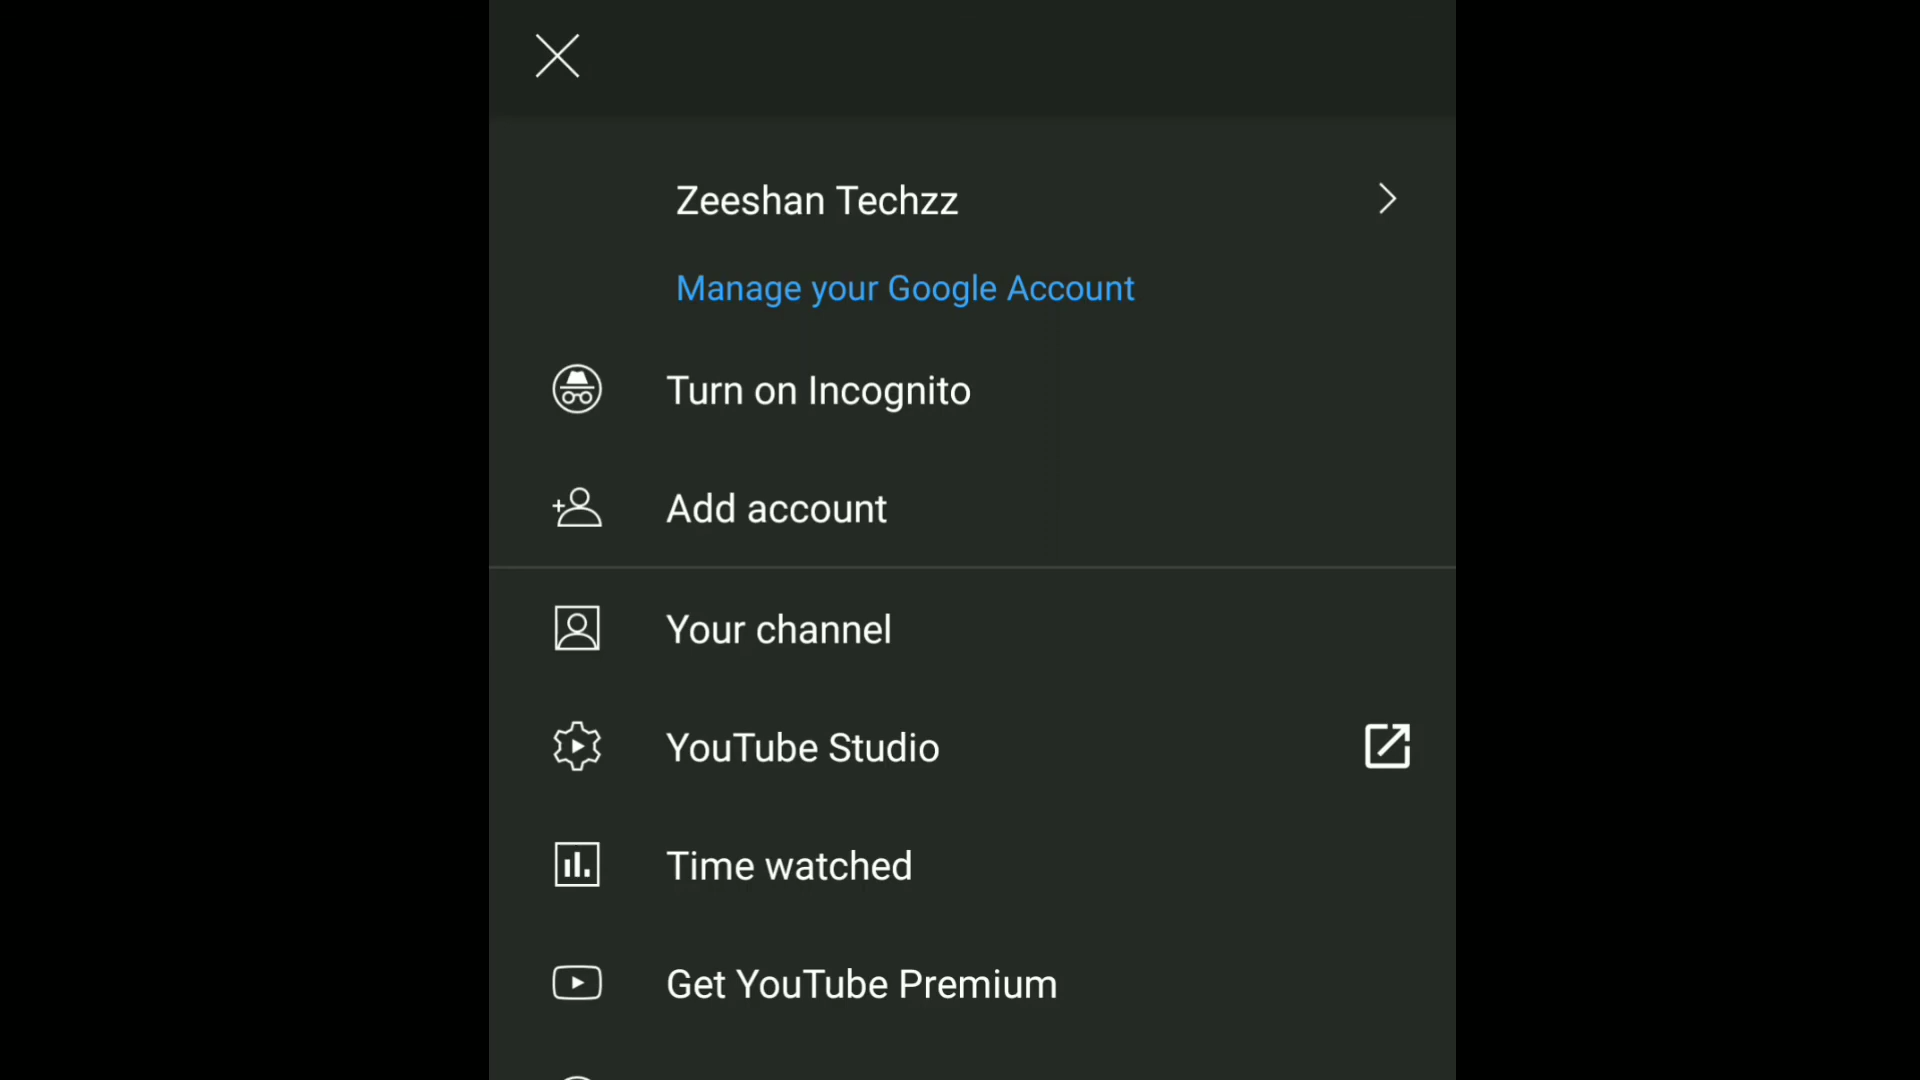 Zeeshan Techzz
Manage your Google Account
Turn on Incognito
Add account
Your channel
YouTube Studio
Time watched
Get YouTube Premium